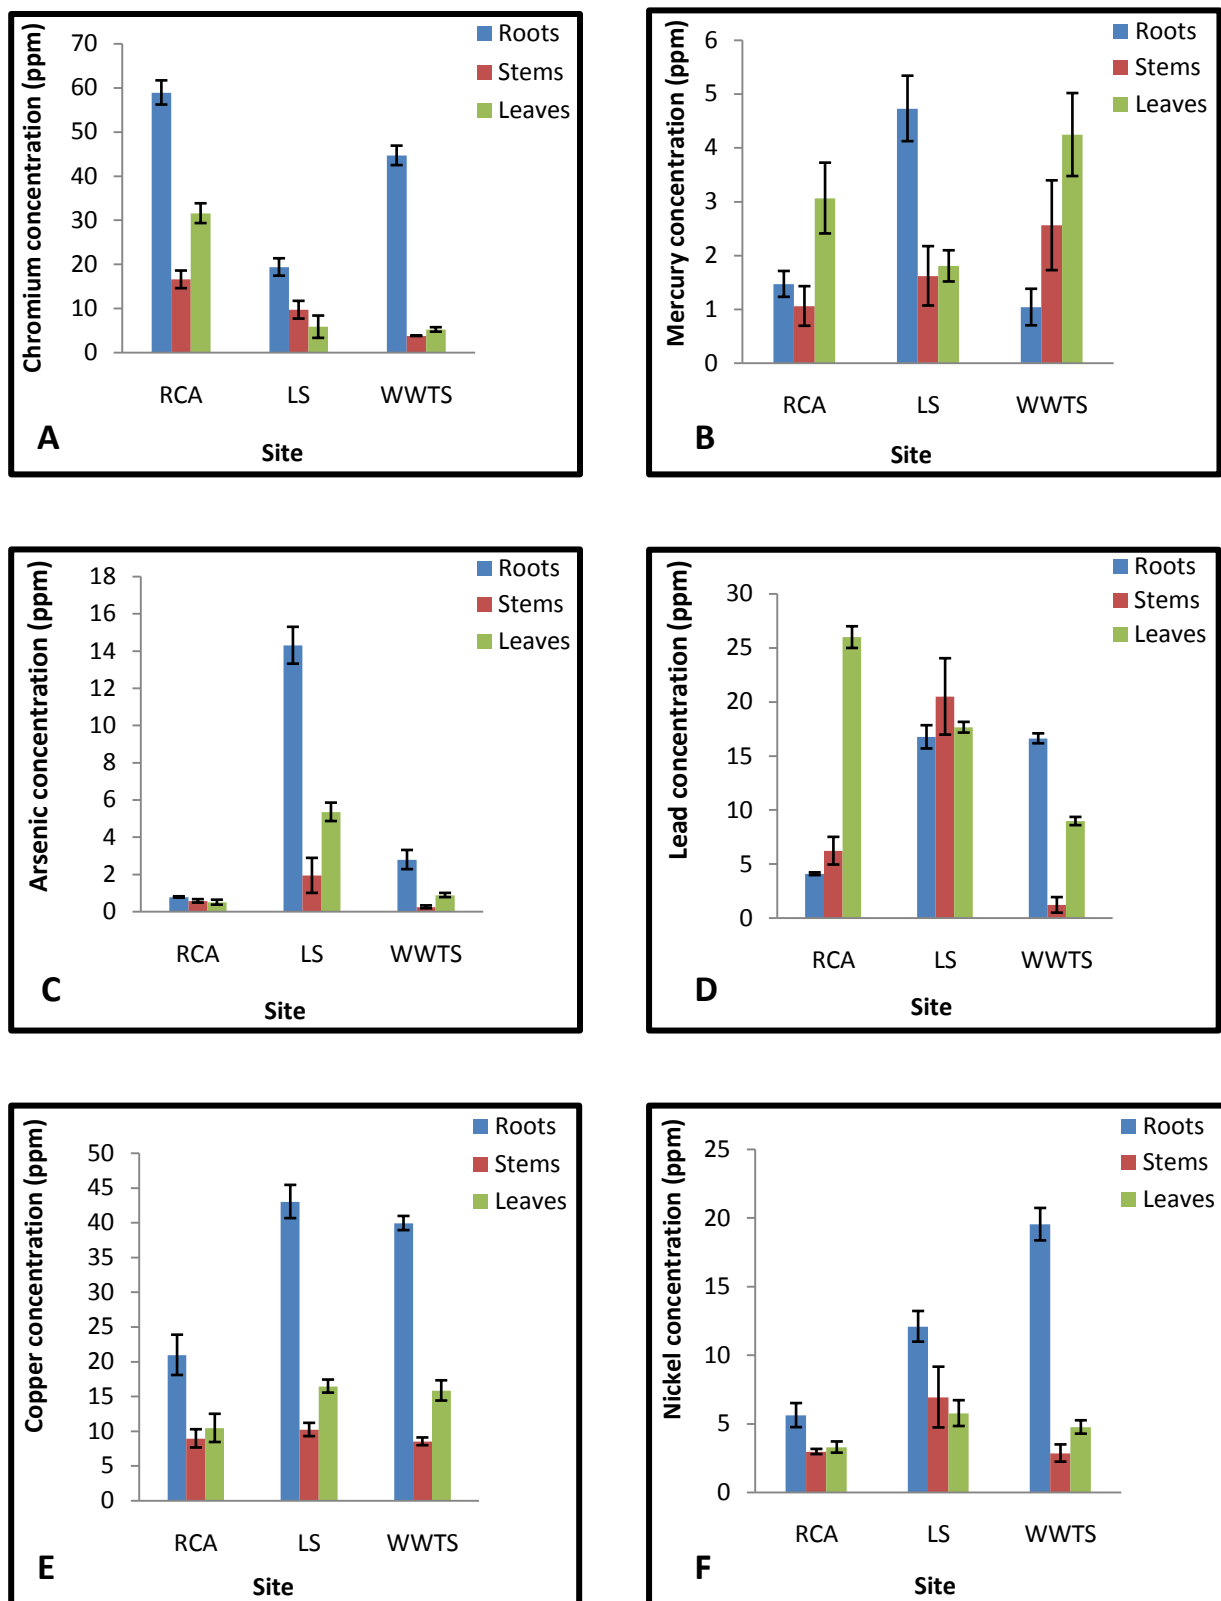 Chromium concentration (ppm)
70
60
50
40
30
20
10
0
Roots
Stems
Leaves
RCA LS WWTS
Site
A
Mercury concentration (ppm)
6
5
4
3
2
1
0
Roots
Stems
Leaves
RCA LS WWTS
Site
B
Arsenic concentration (ppm)
18
16
14
12
10
8
6
4
2
0
Roots
Stems
Leaves
RCA LS WWTS
Site
C
Lead concentration (ppm)
30
25
20
15
10
5
0
Roots
Stems
Leaves
RCA LS WWTS
Site
D
Copper concentration (ppm)
50
45
40
35
30
25
20
15
10
5
0
Roots
Stems
Leaves
RCA LS WWTS
Site
E
Nickel concentration (ppm)
25
20
15
10
5
0
Roots
Stems
Leaves
RCA LS WWTS
Site
F